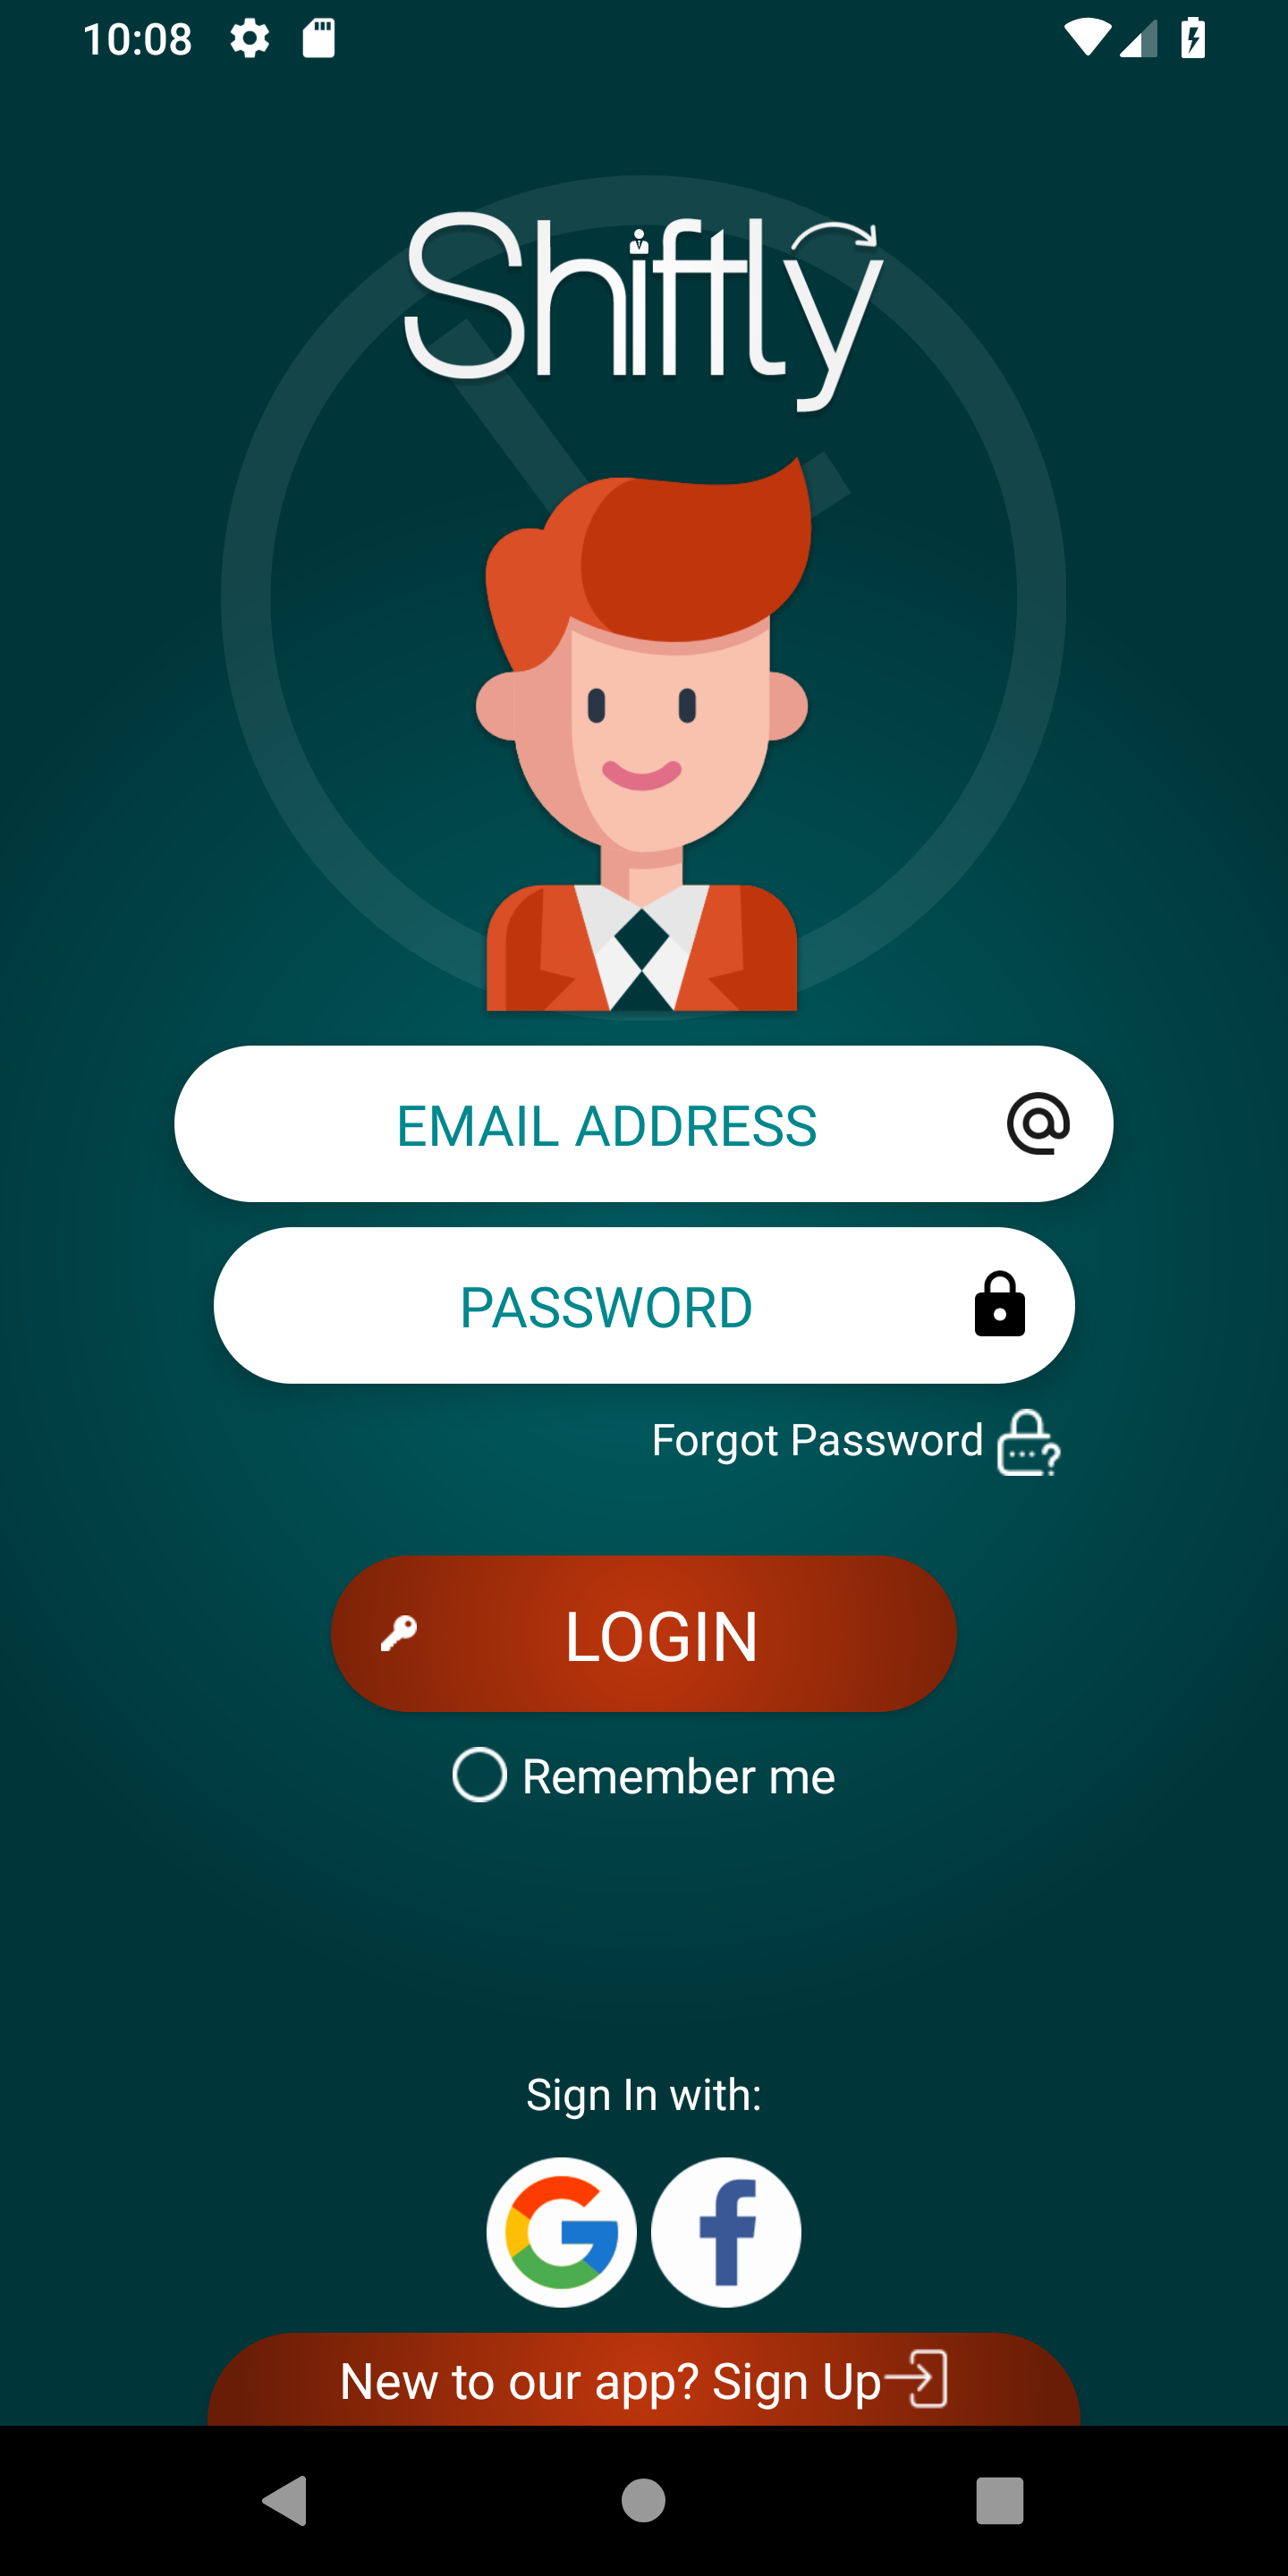 10:08
Shiftly
EMAIL ADDRESS
PASSWORD
Forgot Password
LOGIN
Remember me
Sign In with:
New to our app? Sign Up